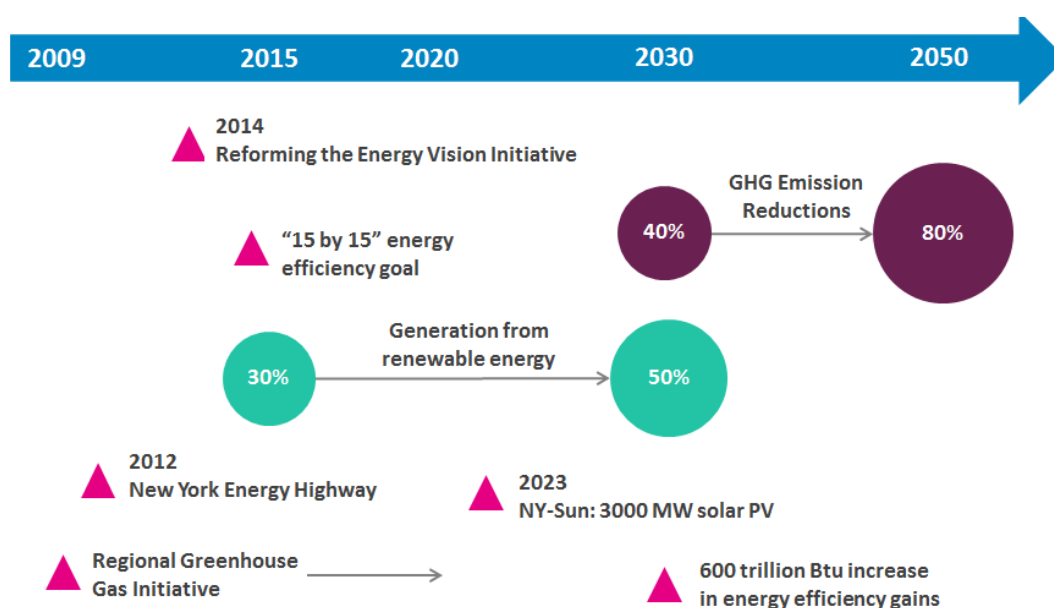 2009 2015 2020 2030 2050
2014
Reforming the Energy Vision Initiative
GHG Emission
Reductions
40%
80%
“15 by 15” energy
efficiency goal
Generation from
renewable energy
30%
50%
2012
New York Energy Highway
2023
NY-Sun: 3000 MW solar PV
Regional Greenhouse
Gas Initiative
600 trillion Btu increase
in energy efficiency gains